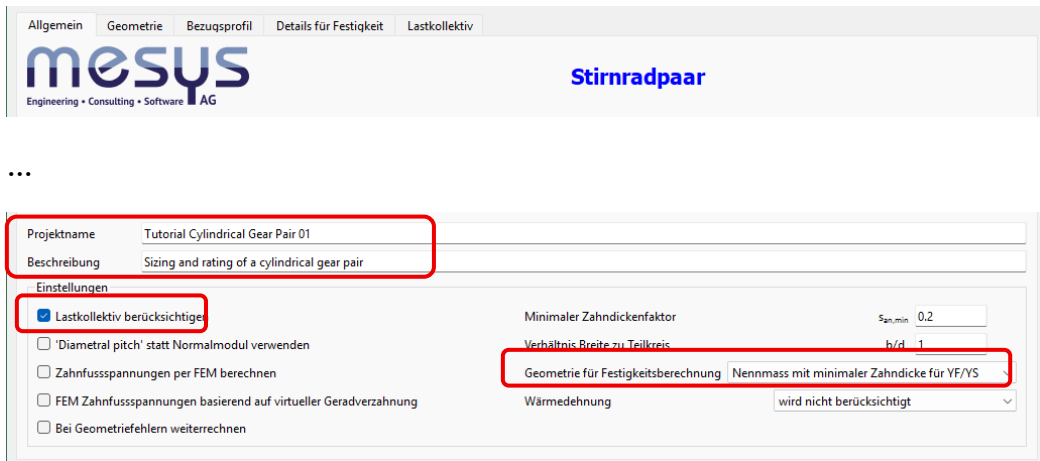 Allgemein Geometrie Bezugsprofil Details für Festigkeit Lastkollektiv
mesys
Engineering • Consulting • Software AG
Stirnradpaar
...
Projektname Tutorial Cylindrical Gear Pair 01
Beschreibung Sizing and rating of a cylindrical gear pair
Einstellungen
Lastkollektiv berücksichtigen Minimaler Zahndickenfaktor san,min 0.2
'Diametral pitch' statt Normalmodul verwenden Verhältnis Breite zu Teilkreis b/d 1
Zahnfussspannungen per FEM berechnen Geometrie für Festigkeitsberechnung Nennmass mit minimaler Zahndicke für YF/YS
FEM Zahnfussspannungen basierend auf virtueller Geradverzahnung Wärmedehnung wird nicht berücksichtigt
Bei Geometriefehlern weiterrechnen